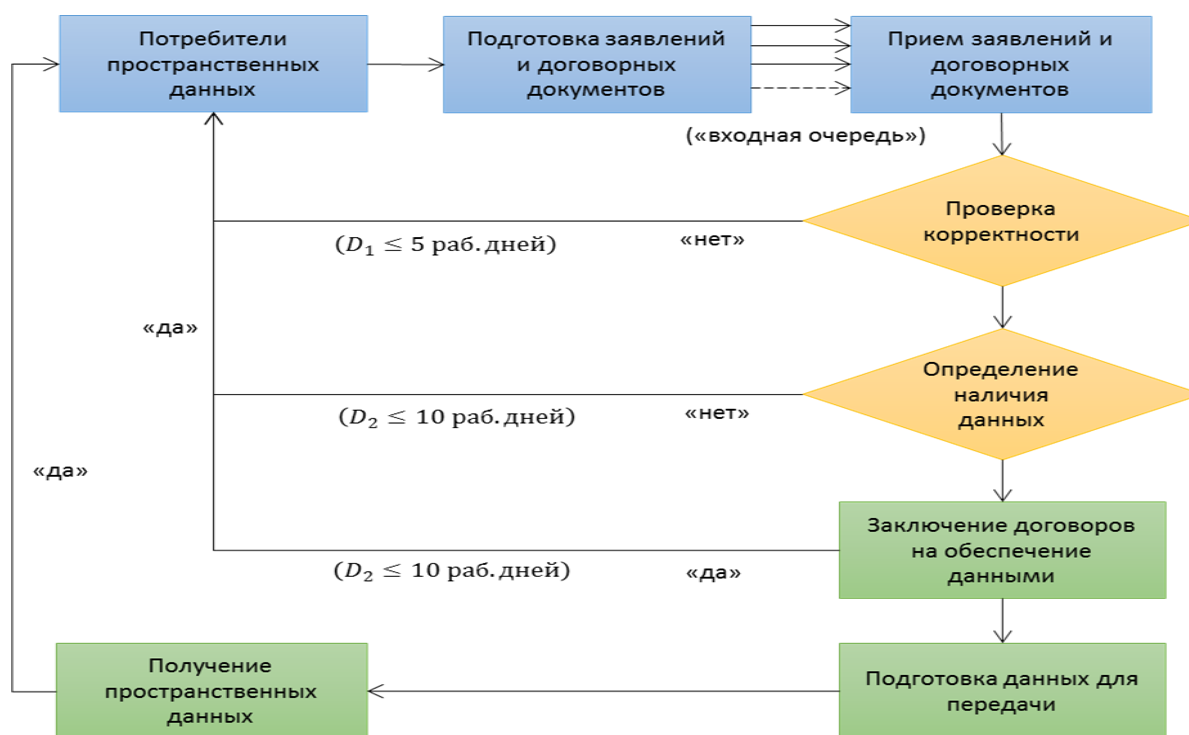 Потребители
пространственных
данных
Подготовка заявлений
и договорных
документов
Прием заявлений и
договорных
документов
(«входная очередь»)
Проверка
корректности
«нет»
(D₁ ≤ 5 раб. дней)
«да»
Определение
наличия
данных
«нет»
(D₂ ≤ 10 раб. дней)
«да»
Заключение договоров
на обеспечение
данными
«да»
(D₂ ≤ 10 раб. дней)
Подготовка данных для
передачи
Получение
пространственных
данных